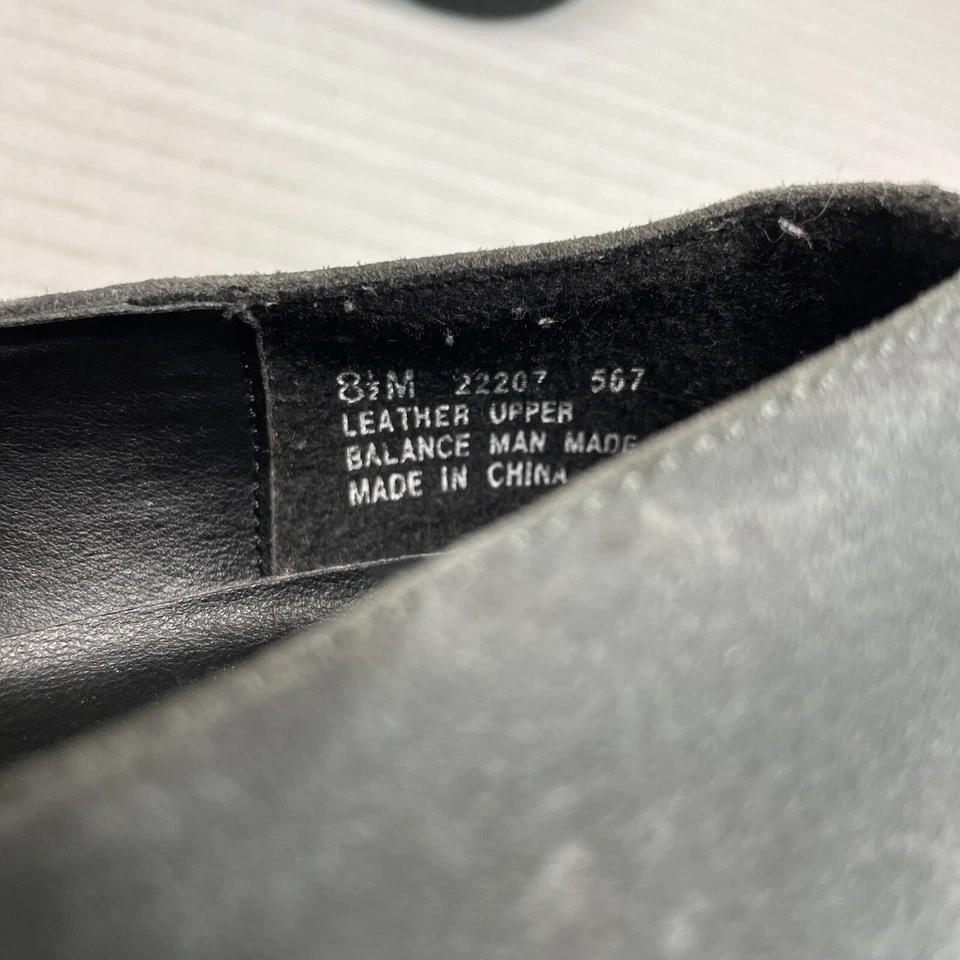 8½M 22207 567
LEATHER UPPER
BALANCE MAN MADE
MADE IN CHINA